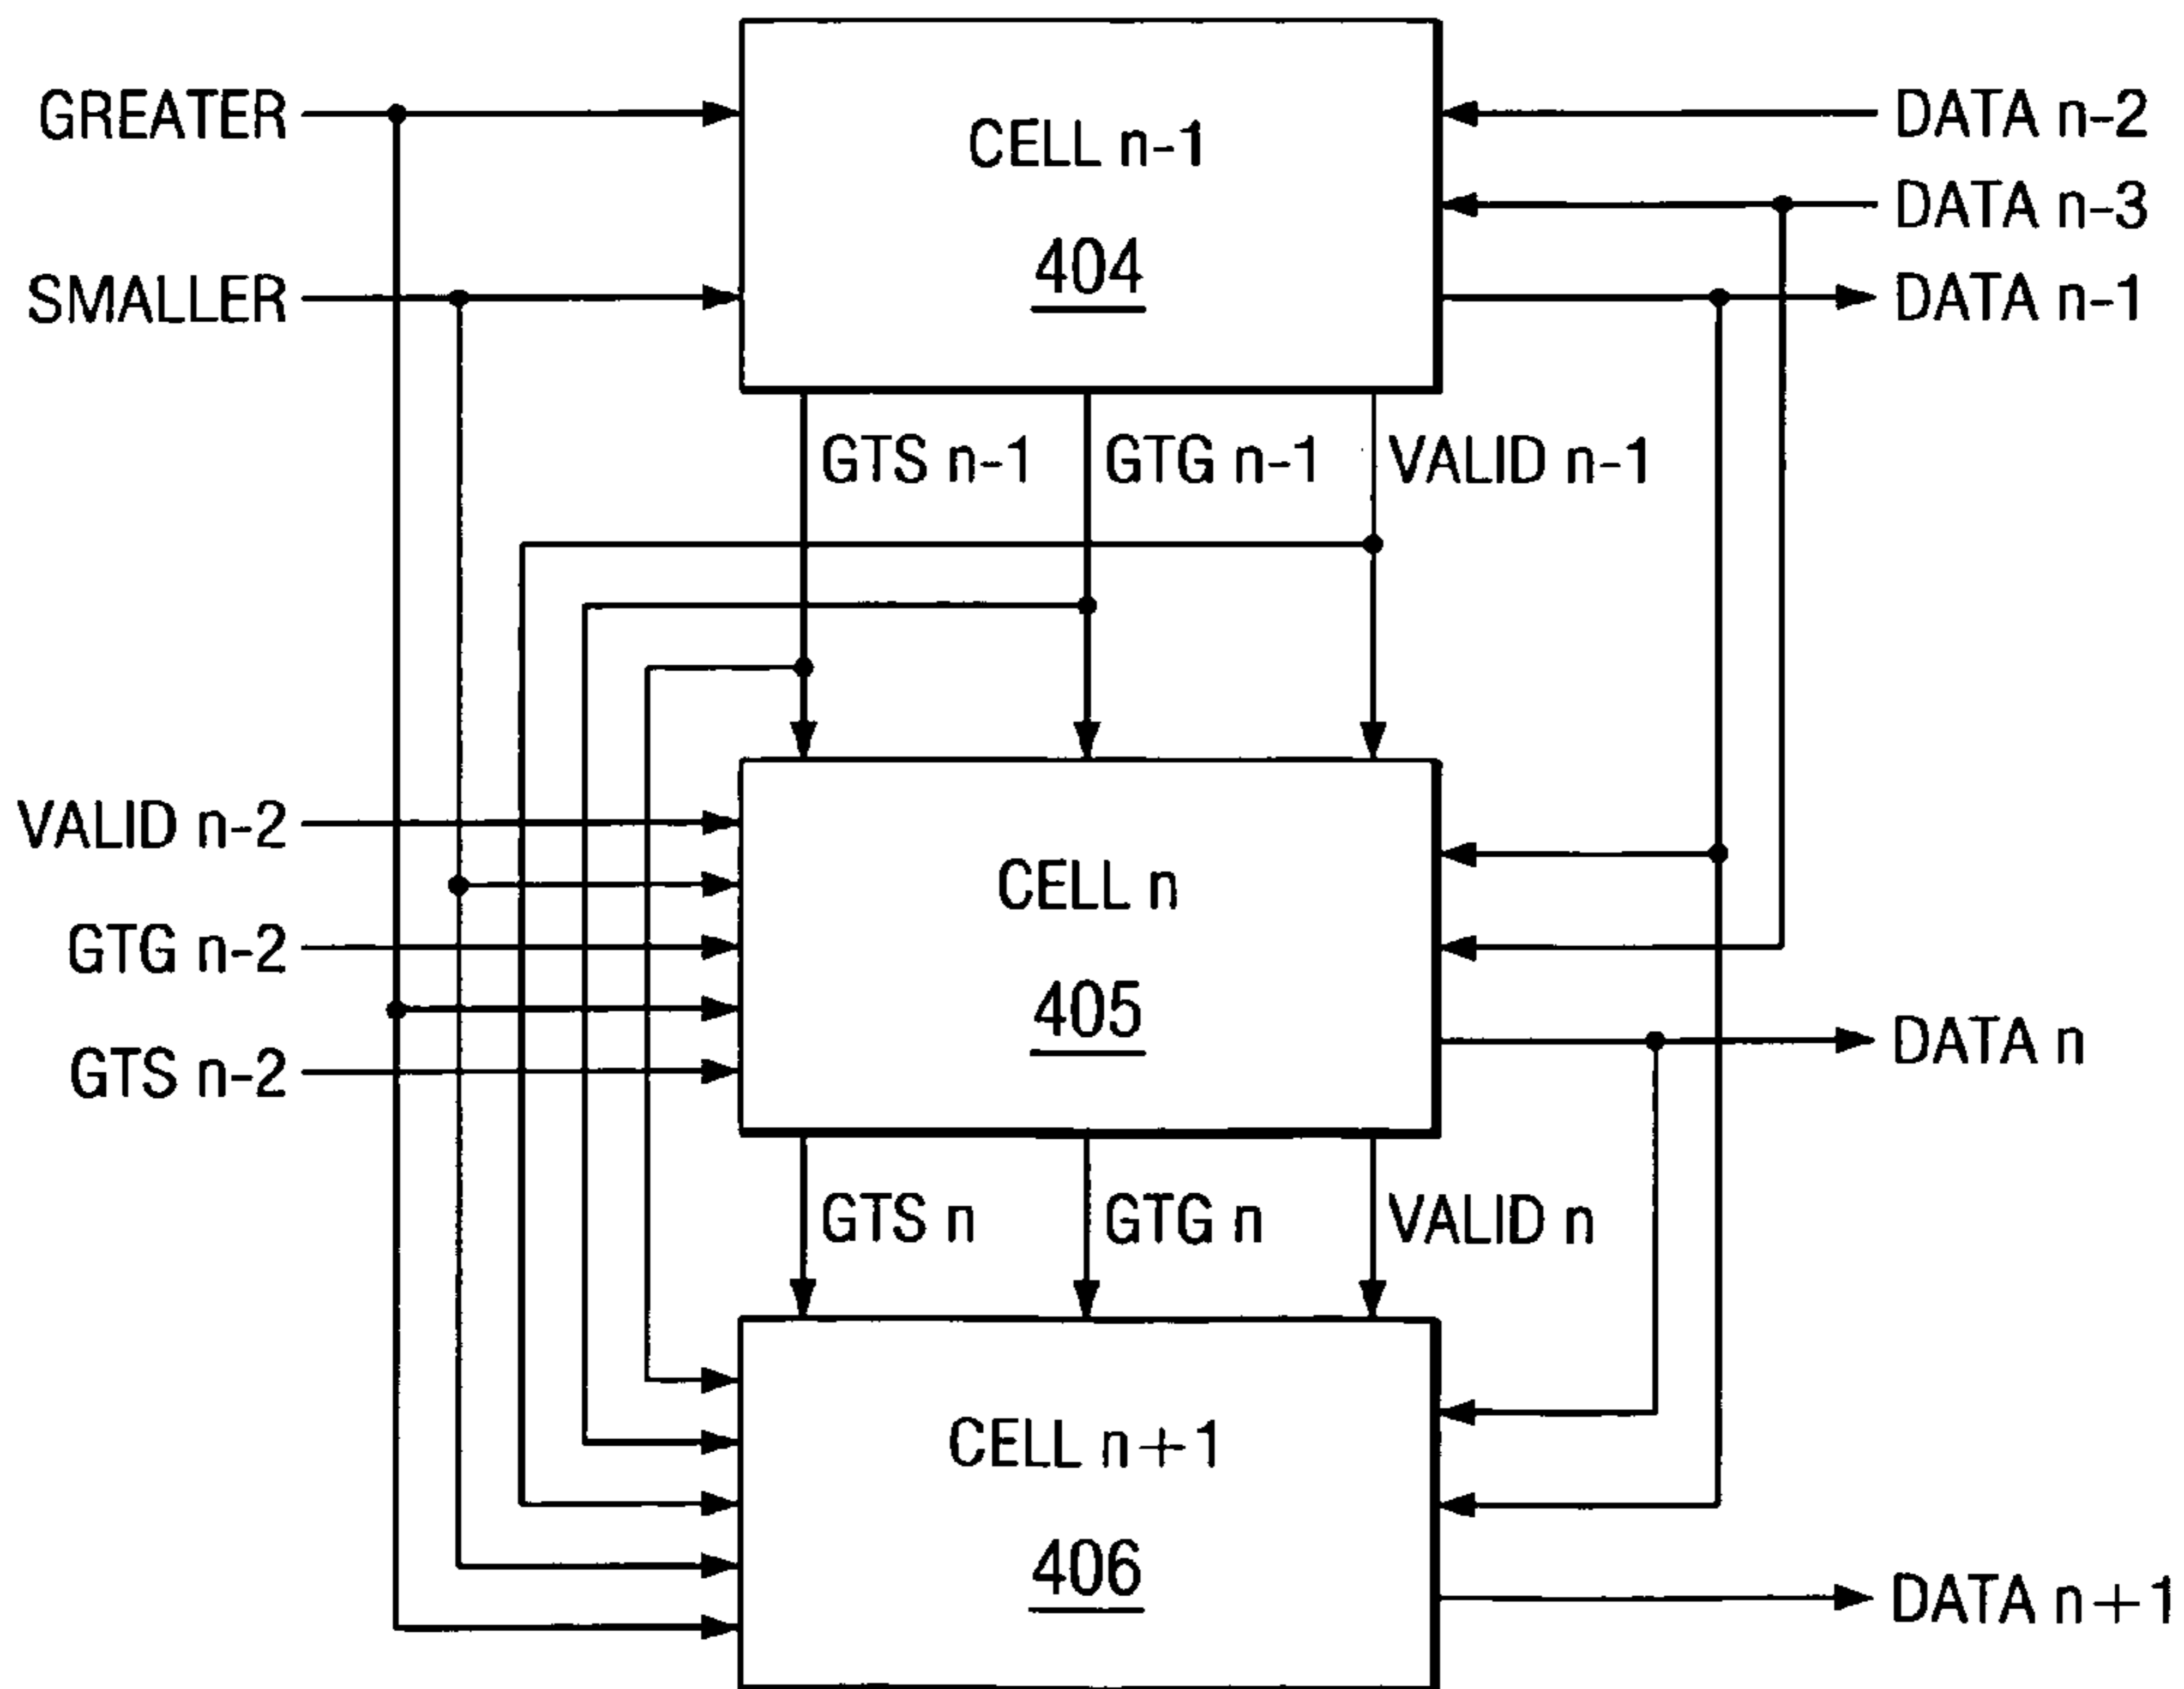 GREATER
CELL n-1
DATA n-2
DATA n-3
404
SMALLER
DATA n-1
GTS n-1
GTG n-1
VALID n-1
VALID n-2
CELL n
GTG n-2
405
DATA n
GTS n-2
GTS n
GTG n
VALID n
CELL n+1
406
DATA n+1